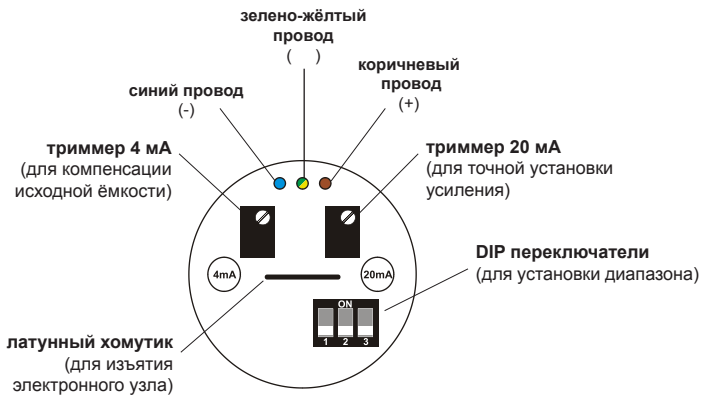 зелено-жёлтый
провод
( )
коричневый
провод
(+)
синий провод
(-)
триммер 4 мА
(для компенсации
исходной ёмкости)
триммер 20 мА
(для точной установки
усиления)
DIP переключатели
(для установки диапазона)
4mA
20mA
ON
1 2 3
латунный хомутик
(для изъятия
электронного узла)